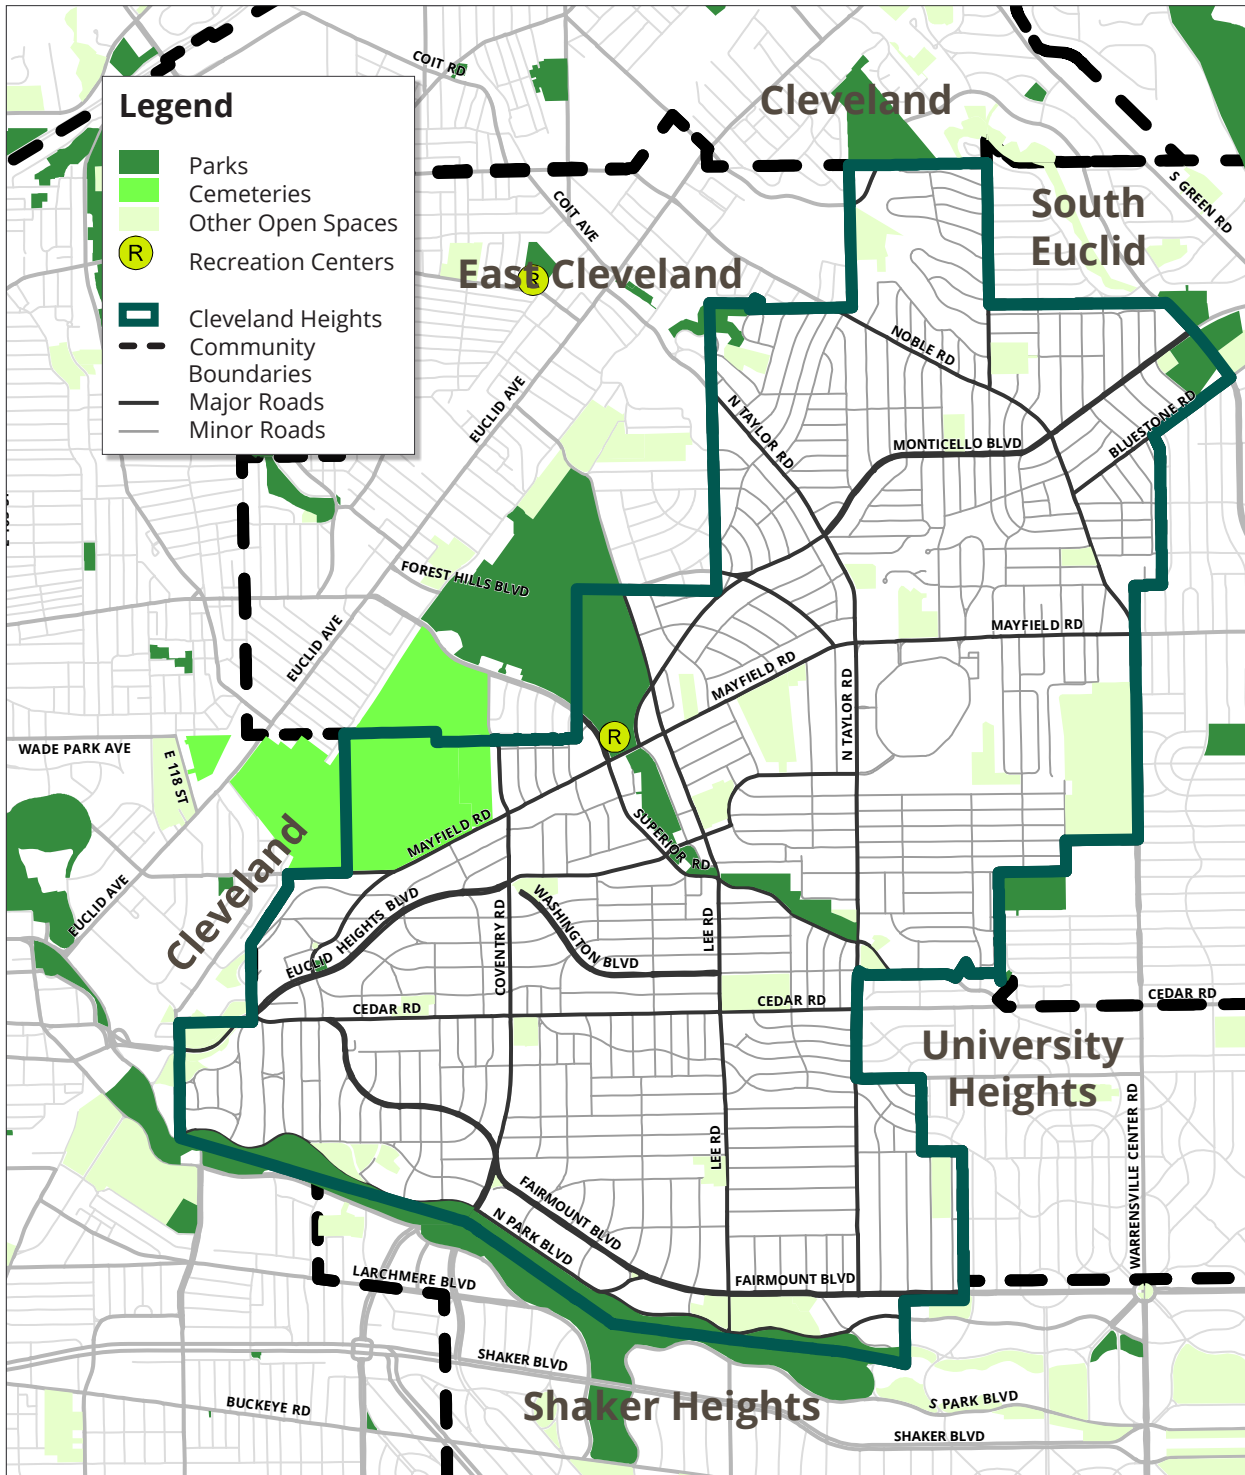 COIT RD
Cleveland
Legend
Parks
Cemeteries
Other Open Spaces
R
Recreation Centers
Cleveland Heights
Community
Boundaries
Major Roads
Minor Roads
S GREEN RD
COIT AVE
South
Euclid
East Cleveland
R
NOBLE RD
EUCLID AVE
N TAYLOR RD
MONTICELLO BLVD
BLUESTONE RD
FOREST HILLS BLVD
EUCLID AVE
MAYFIELD RD
MAYFIELD RD
N TAYLOR RD
R
WADE PARK AVE
E 118 ST
MAYFIELD RD
SUPERIOR RD
Cleveland
EUCLID AVE
EUCLID HEIGHTS BLVD
COVENTRY RD
WASHINGTON BLVD
LEE RD
CEDAR RD
CEDAR RD
CEDAR RD
University
Heights
WARRENSVILLE CENTER RD
LEE RD
FAIRMOUNT BLVD
N PARK BLVD
LARCHMERE BLVD
FAIRMOUNT BLVD
SHAKER BLVD
Shaker Heights
BUCKEYE RD
S PARK BLVD
SHAKER BLVD